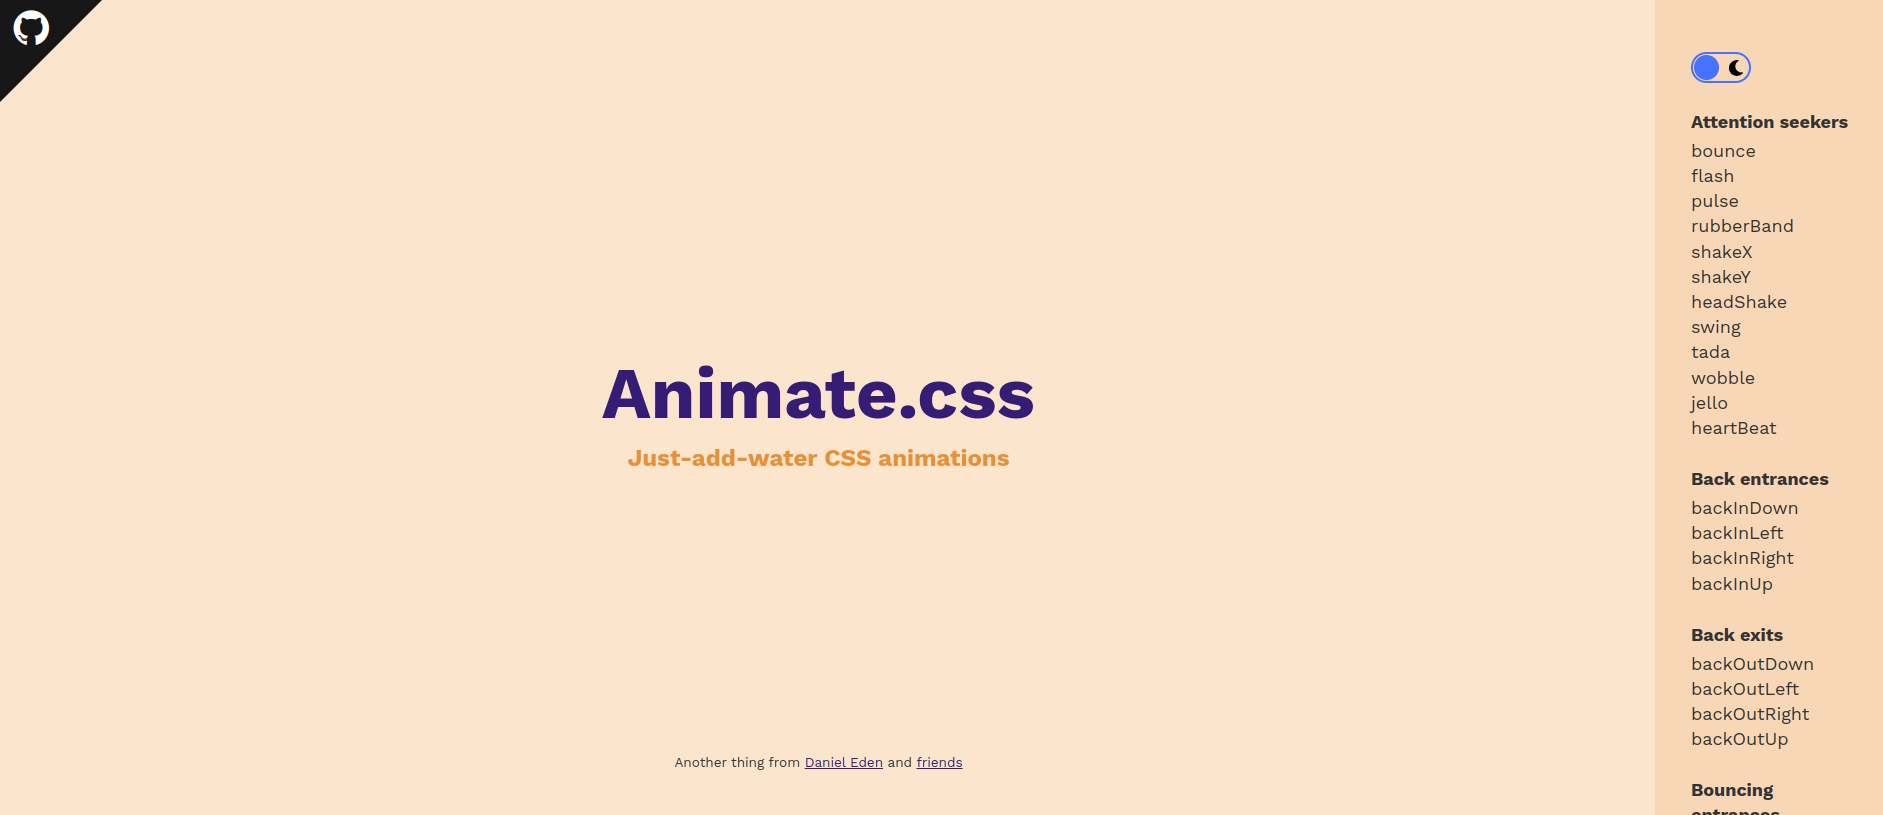 Animate.css
Just-add-water CSS animations
Another thing from Daniel Eden and friends
Attention seekers
bounce
flash
pulse
rubberBand
shakeX
shakeY
headShake
swing
tada
wobble
jello
heartBeat
Back entrances
backInDown
backInLeft
backInRight
backInUp
Back exits
backOutDown
backOutLeft
backOutRight
backOutUp
Bouncing
entrances